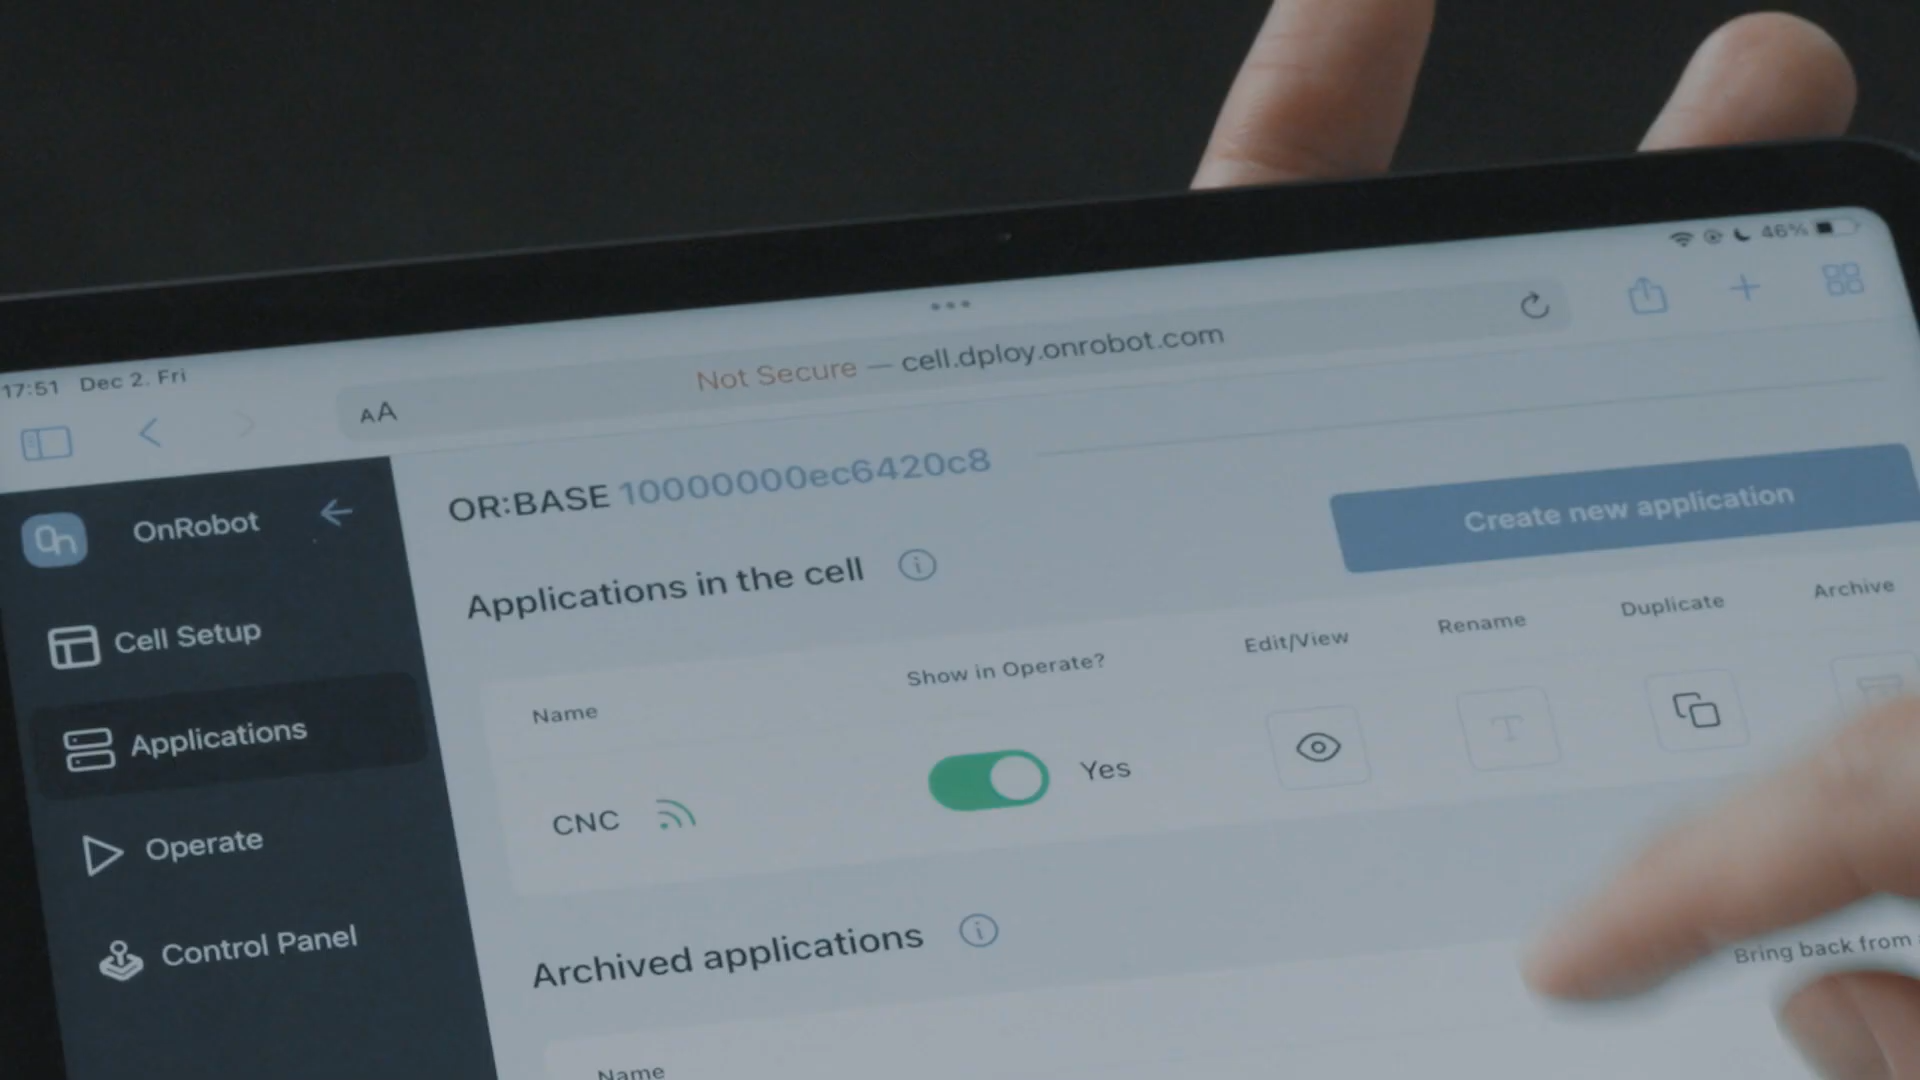 17:51 Dec 2. Fri
46%
AA
Not Secure — cell.dploy.onrobot.com
On OnRobot
Cell Setup
Applications
Operate
Control Panel
OR:BASE 10000000ec6420c8
Create new application
Applications in the cell
Name Show in Operate? Edit/View Rename Duplicate Archive
CNC Yes T
Archived applications
Bring back from
Name